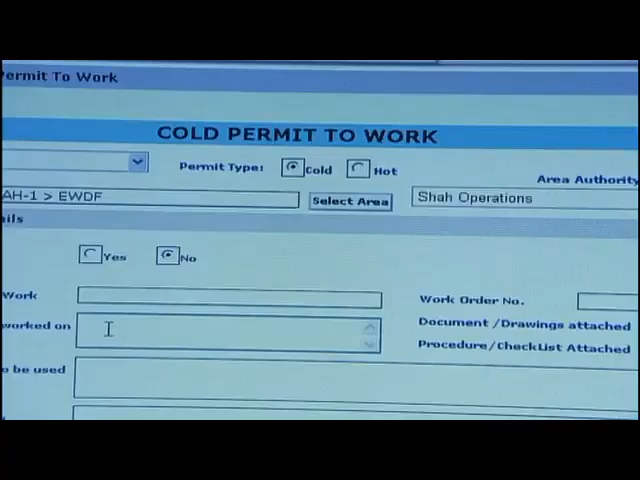 ermit To Work
COLD PERMIT TO WORK
Permit Type: Cold Hot
Area Authority
AH-1 > EWDF Select Area Shah Operations
ails
Yes No
Work Work Order No.
worked on Document /Drawings attached
Procedure/CheckList Attached
o be used